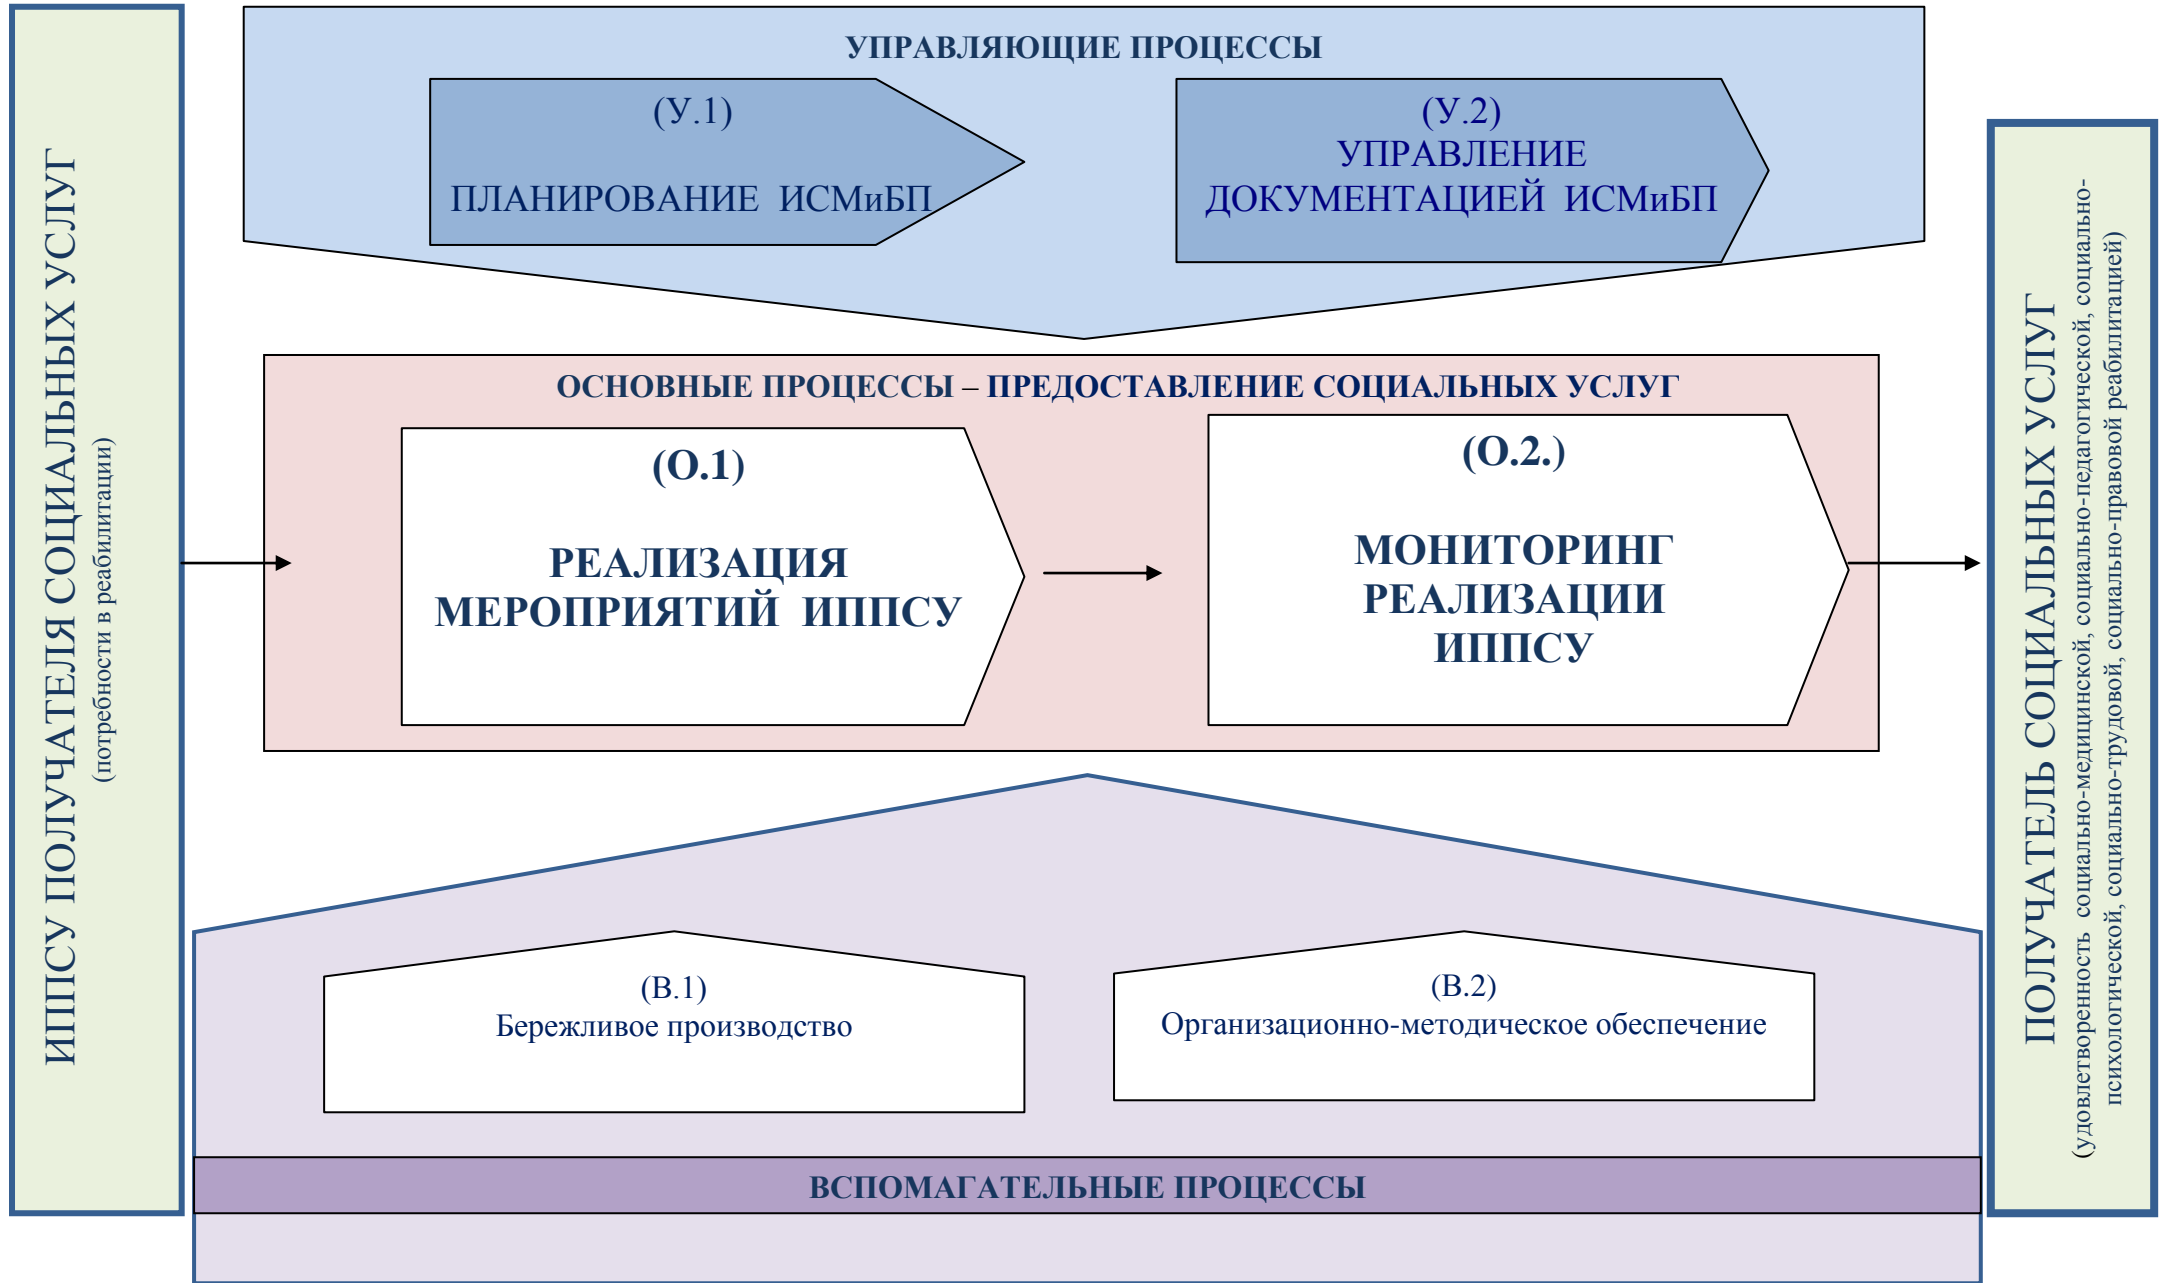 ИППСУ ПОЛУЧАТЕЛЯ СОЦИАЛЬНЫХ УСЛУГ
(потребности в реабилитации)
УПРАВЛЯЮЩИЕ ПРОЦЕССЫ
(У.1)
ПЛАНИРОВАНИЕ ИСМиБП
(У.2)
УПРАВЛЕНИЕ
ДОКУМЕНТАЦИЕЙ ИСМиБП
ОСНОВНЫЕ ПРОЦЕССЫ – ПРЕДОСТАВЛЕНИЕ СОЦИАЛЬНЫХ УСЛУГ
(О.1)
РЕАЛИЗАЦИЯ
МЕРОПРИЯТИЙ ИППСУ
(О.2.)
МОНИТОРИНГ
РЕАЛИЗАЦИИ
ИППСУ
(В.1)
Бережливое производство
(В.2)
Организационно-методическое обеспечение
ВСПОМАГАТЕЛЬНЫЕ ПРОЦЕССЫ
ПОЛУЧАТЕЛЬ СОЦИАЛЬНЫХ УСЛУГ
(удовлетворенность социально-медицинской, социально-педагогической, социально-
психологической, социально-трудовой, социально-правовой реабилитацией)